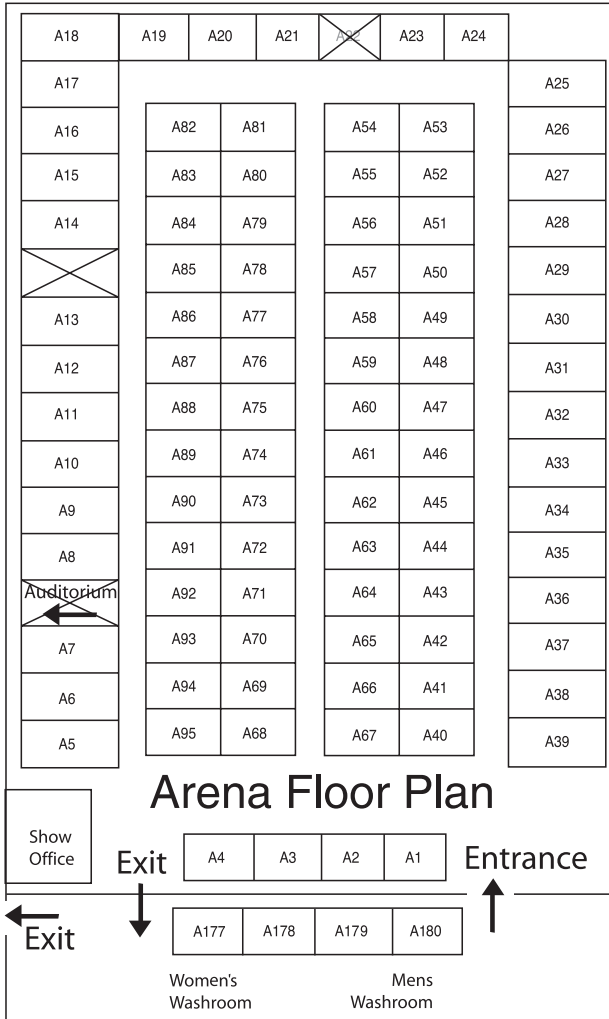 A18 A19 A20 A21 A22 A23 A24
A17 A25
A16 A82 A81 A54 A53 A26
A15 A83 A80 A55 A52 A27
A14 A84 A79 A56 A51 A28
A85 A78 A57 A50 A29
A13 A86 A77 A58 A49 A30
A12 A87 A76 A59 A48 A31
A11 A88 A75 A60 A47 A32
A10 A89 A74 A61 A46 A33
A9 A90 A73 A62 A45 A34
A8 A91 A72 A63 A44 A35
Auditorium A92 A71 A64 A43 A36
A7 A93 A70 A65 A42 A37
A6 A94 A69 A66 A41 A38
A5 A95 A68 A67 A40 A39
Arena Floor Plan
Show
Office
Exit A4 A3 A2 A1 Entrance
Exit A177 A178 A179 A180
Women's
Washroom
Mens
Washroom